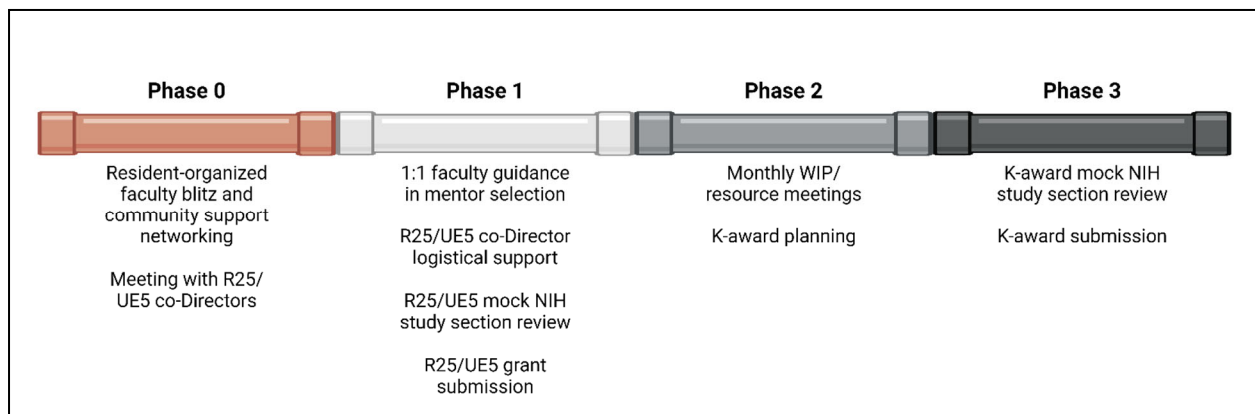 Phase 0
Resident-organized
faculty blitz and
community support
networking
Meeting with R25/
UE5 co-Directors
Phase 1
1:1 faculty guidance
in mentor selection
R25/UE5 co-Director
logistical support
R25/UE5 mock NIH
study section review
R25/UE5 grant
submission
Phase 2
Monthly WIP/
resource meetings
K-award planning
Phase 3
K-award mock NIH
study section review
K-award submission